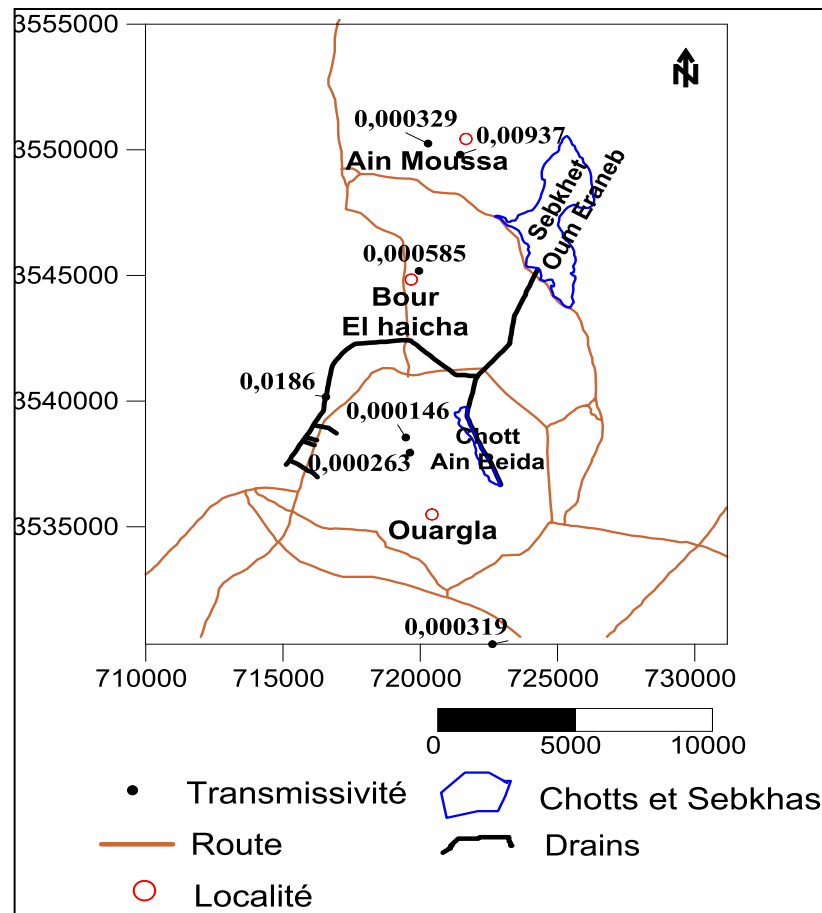 3555000
N
0,000329
0,00937
3550000
Ain Moussa
Sebkhet
Oum Eraneb
0,000585
3545000
Bour
El haicha
0,0186
3540000
0,000146
Chott
0,000263
Ain Beida
3535000
Ouargla
0,000319
710000 715000 720000 725000 730000
0 5000 10000
Transmissivité
Chotts et Sebkhas
Route
Drains
Localité